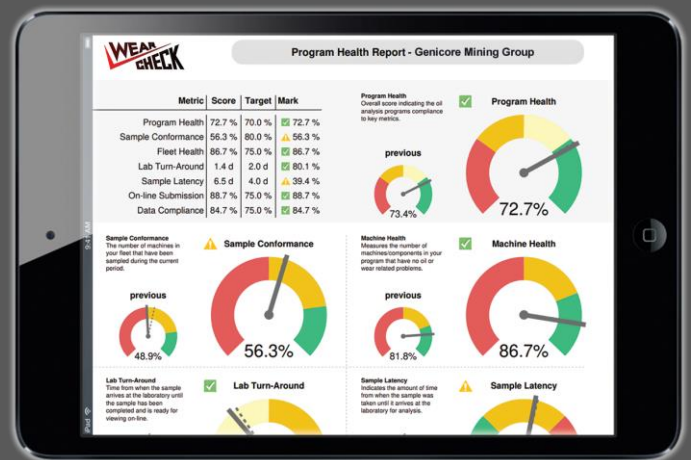 WEAR CHECK
Program Health Report - Genicore Mining Group
Metric Score Target Mark
Program Health 72.7 % 70.0 % 72.7 %
Sample Conformance 56.3 % 80.0 % 56.3 %
Fleet Health 86.7 % 75.0 % 86.7 %
Lab Turn-Around 1.4 d 2.0 d 80.1 %
Sample Latency 6.5 d 4.0 d 39.4 %
On-line Submission 88.7 % 75.0 % 88.7 %
Data Compliance 84.7 % 75.0 % 84.7 %
Program Health
Overall score indicating the oil
analysis programs compliance
to key metrics.
previous
73.4%
Program Health
72.7%
Sample Conformance
The number of machines in
your fleet that have been
sampled during the current
period.
previous
48.9%
Sample Conformance
56.3%
Machine Health
Measures the number of
machines/components in your
program that have no oil or
wear related problems.
previous
81.8%
Machine Health
86.7%
Lab Turn-Around
Time from when the sample
arrives at the laboratory until
the sample has been
completed and is ready for
viewing on-line.
Lab Turn-Around
Sample Latency
Indicates the amount of time
from when the sample was
taken until it arrives at the
laboratory for analysis.
Sample Latency
9:41 AM
iPad